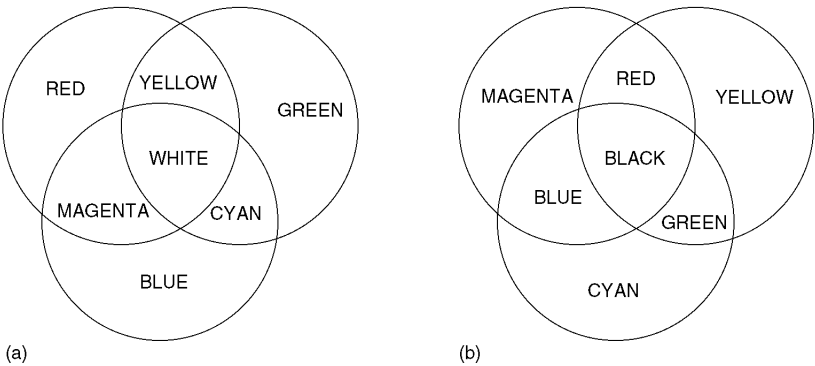 RED
YELLOW
GREEN
WHITE
MAGENTA
CYAN
BLUE
(a)
MAGENTA
RED
YELLOW
BLACK
BLUE
GREEN
CYAN
(b)